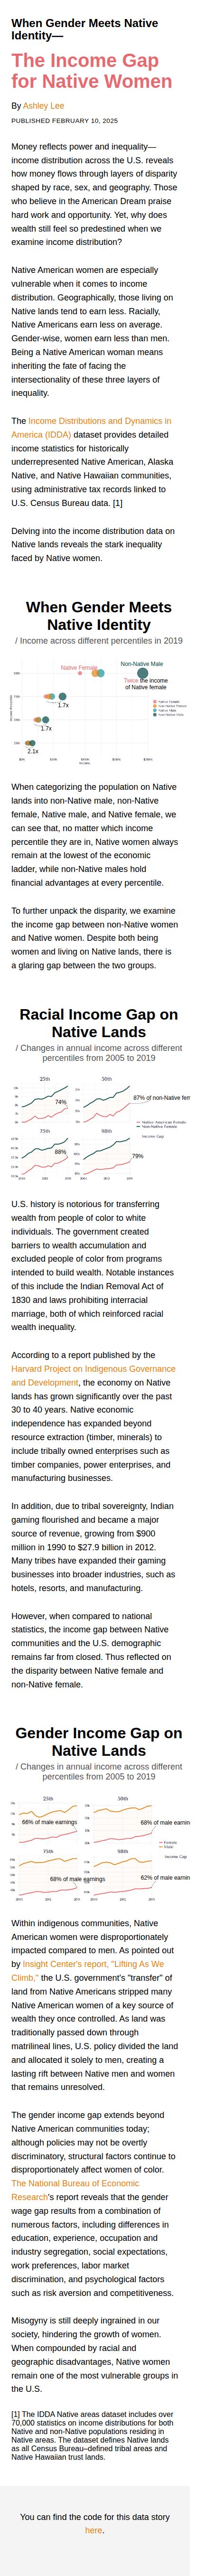 When Gender Meets Native
Identity—
The Income Gap
for Native Women
By Ashley Lee
PUBLISHED FEBRUARY 10, 2025
Money reflects power and inequality—
income distribution across the U.S. reveals
how money flows through layers of disparity
shaped by race, sex, and geography. Those
who believe in the American Dream praise
hard work and opportunity. Yet, why does
wealth still feel so predestined when we
examine income distribution?
Native American women are especially
vulnerable when it comes to income
distribution. Geographically, those living on
Native lands tend to earn less. Racially,
Native Americans earn less on average.
Gender-wise, women earn less than men.
Being a Native American woman means
inheriting the fate of facing the
intersectionality of these three layers of
inequality.
The Income Distributions and Dynamics in
America (IDDA) dataset provides detailed
income statistics for historically
underrepresented Native American, Alaska
Native, and Native Hawaiian communities,
using administrative tax records linked to
U.S. Census Bureau data. [1]
Delving into the income distribution data on
Native lands reveals the stark inequality
faced by Native women.
When Gender Meets
Native Identity
/ Income across different percentiles in 2019
Non-Native Male
Native Female
Twice the income
of Native female
1.7x
1.7x
2.1x
When categorizing the population on Native
lands into non-Native male, non-Native
female, Native male, and Native female, we
can see that, no matter which income
percentile they are in, Native women always
remain at the lowest of the economic
ladder, while non-Native males hold
financial advantages at every percentile.
To further unpack the disparity, we examine
the income gap between non-Native women
and Native women. Despite both being
women and living on Native lands, there is
a glaring gap between the two groups.
Racial Income Gap on
Native Lands
/ Changes in annual income across different
percentiles from 2005 to 2019
25th
50th
74%
87% of non-Native fem
Native American Female
Non-Native Female
Income Gap
75th
98th
88%
79%
U.S. history is notorious for transferring
wealth from people of color to white
individuals. The government created
barriers to wealth accumulation and
excluded people of color from programs
intended to build wealth. Notable instances
of this include the Indian Removal Act of
1830 and laws prohibiting interracial
marriage, both of which reinforced racial
wealth inequality.
According to a report published by the
Harvard Project on Indigenous Governance
and Development, the economy on Native
lands has grown significantly over the past
30 to 40 years. Native economic
independence has expanded beyond
resource extraction (timber, minerals) to
include tribally owned enterprises such as
timber companies, power enterprises, and
manufacturing businesses.
In addition, due to tribal sovereignty, Indian
gaming flourished and became a major
source of revenue, growing from $900
million in 1990 to $27.9 billion in 2012.
Many tribes have expanded their gaming
businesses into broader industries, such as
hotels, resorts, and manufacturing.
However, when compared to national
statistics, the income gap between Native
communities and the U.S. demographic
remains far from closed. Thus reflected on
the disparity between Native female and
non-Native female.
Gender Income Gap on
Native Lands
/ Changes in annual income across different
percentiles from 2005 to 2019
25th
50th
66% of male earnings
68% of male earnin
Female
Male
Income Gap
75th
98th
68% of male earnings
62% of male earnin
Within indigenous communities, Native
American women were disproportionately
impacted compared to men. As pointed out
by Insight Center's report, "Lifting As We
Climb," the U.S. government's "transfer" of
land from Native Americans stripped many
Native American women of a key source of
wealth they once controlled. As land was
traditionally passed down through
matrilineal lines, U.S. policy divided the land
and allocated it solely to men, creating a
lasting rift between Native men and women
that remains unresolved.
The gender income gap extends beyond
Native American communities today;
although policies may not be overtly
discriminatory, structural factors continue to
disproportionately affect women of color.
The National Bureau of Economic
Research's report reveals that the gender
wage gap results from a combination of
numerous factors, including differences in
education, experience, occupation and
industry segregation, social expectations,
work preferences, labor market
discrimination, and psychological factors
such as risk aversion and competitiveness.
Misogyny is still deeply ingrained in our
society, hindering the growth of women.
When compounded by racial and
geographic disadvantages, Native women
remain one of the most vulnerable groups in
the U.S.
[1] The IDDA Native areas dataset includes over
70,000 statistics on income distributions for both
Native and non-Native populations residing in
Native areas. The dataset defines Native lands
as all Census Bureau–defined tribal areas and
Native Hawaiian trust lands.
You can find the code for this data story
here.